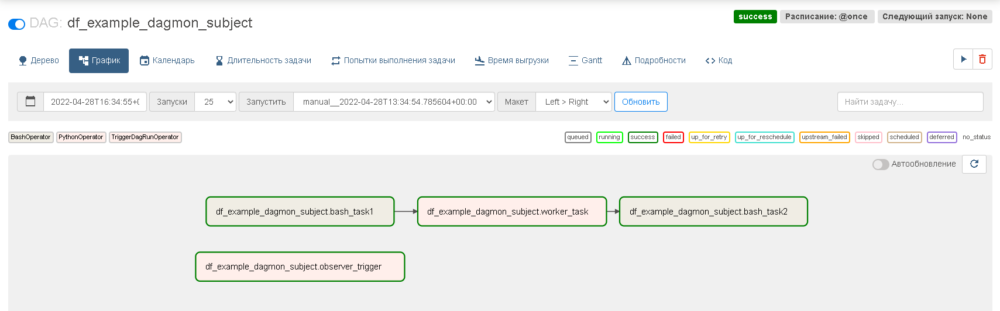 DAG: df_example_dagmon_subject
success Расписание: @once Следующий запуск: None
Дерево График Календарь Длительность задачи Попытки выполнения задачи Время выгрузки Gantt Подробности Код
2022-04-28T16:34:55+0 Запуски 25 Запустить manual__2022-04-28T13:34:54.785604+00:00 Макет Left > Right Обновить Найти задачу...
BashOperator PythonOperator TriggerDagRunOperator queued running success failed up_for_retry up_for_reschedule upstream_failed skipped scheduled deferred no_status
Автообновление
df_example_dagmon_subject.bash_task1 df_example_dagmon_subject.worker_task df_example_dagmon_subject.bash_task2
df_example_dagmon_subject.observer_trigger